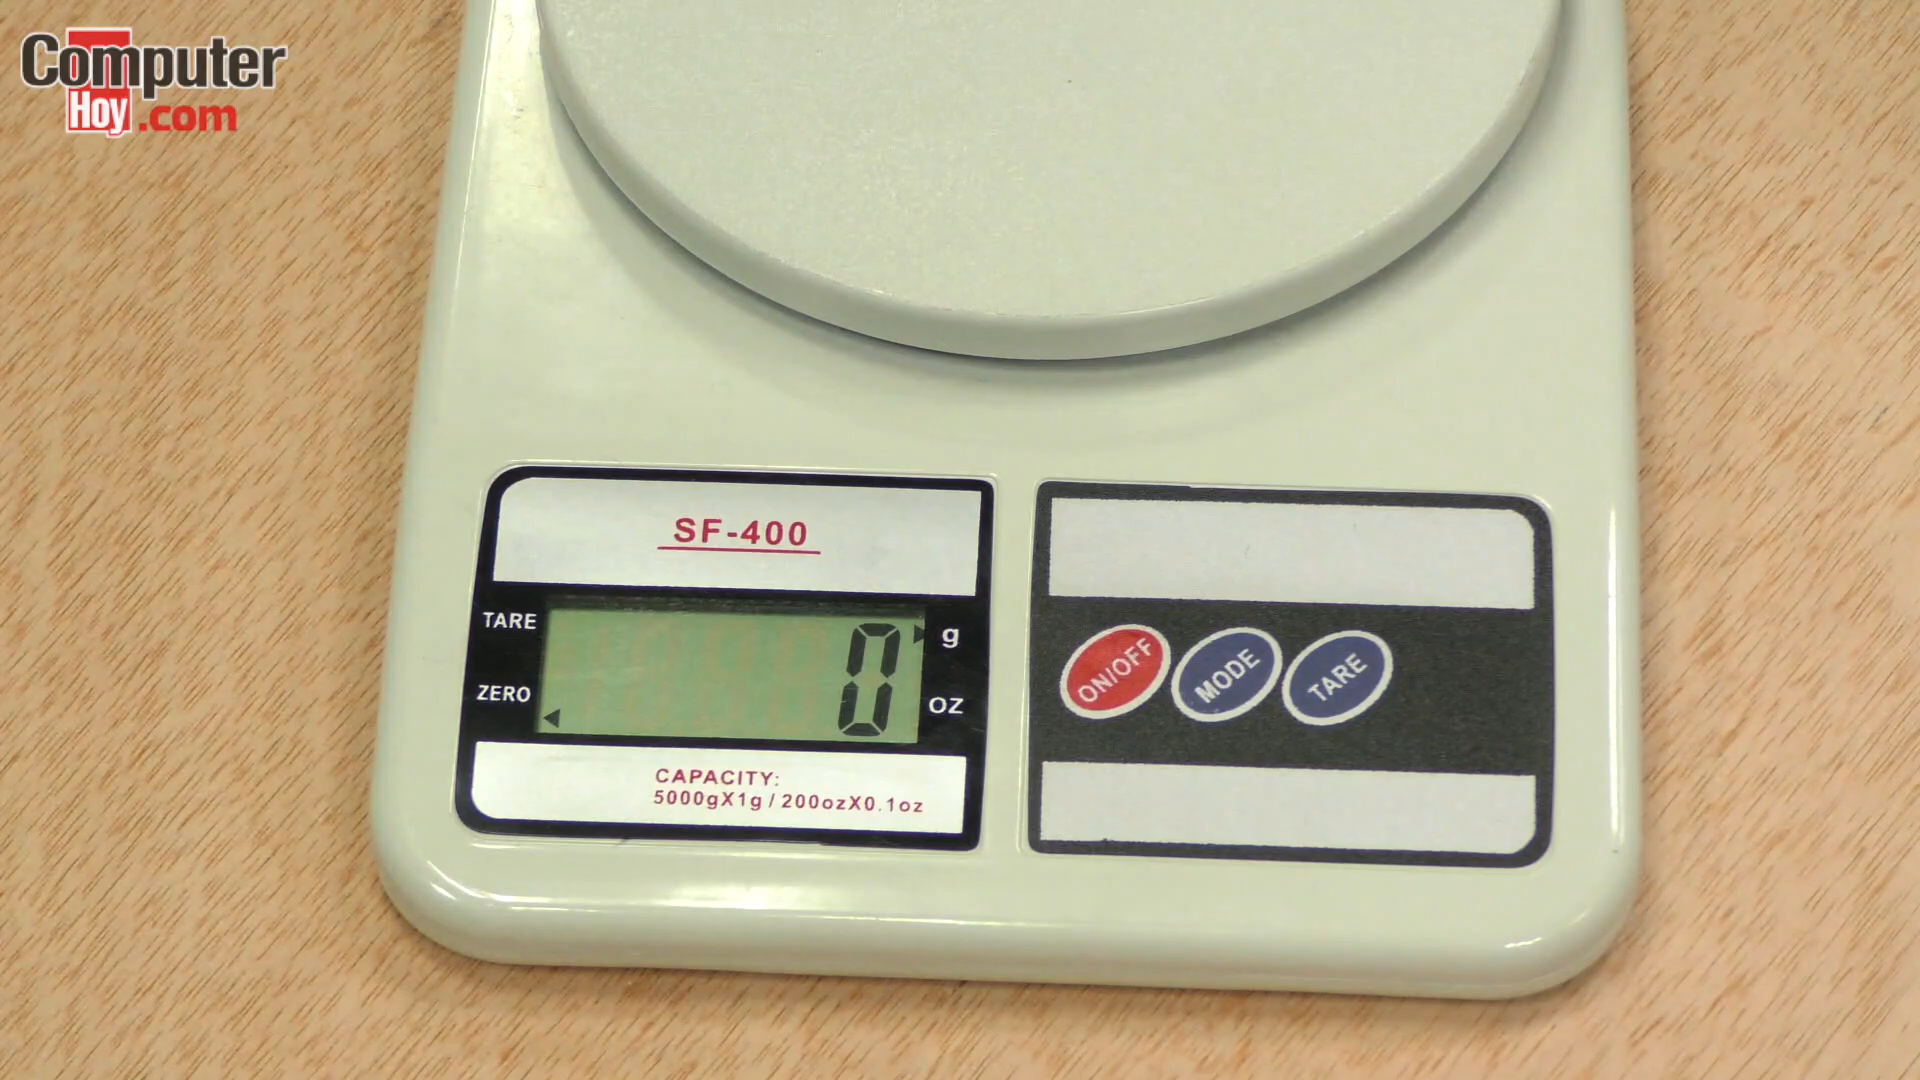 Computer
Hoy.com
SF-400
TARE
g
0
ZERO
OZ
CAPACITY:
5000gX1g / 200ozX0.1oz
ON/OFF
MODE
TARE